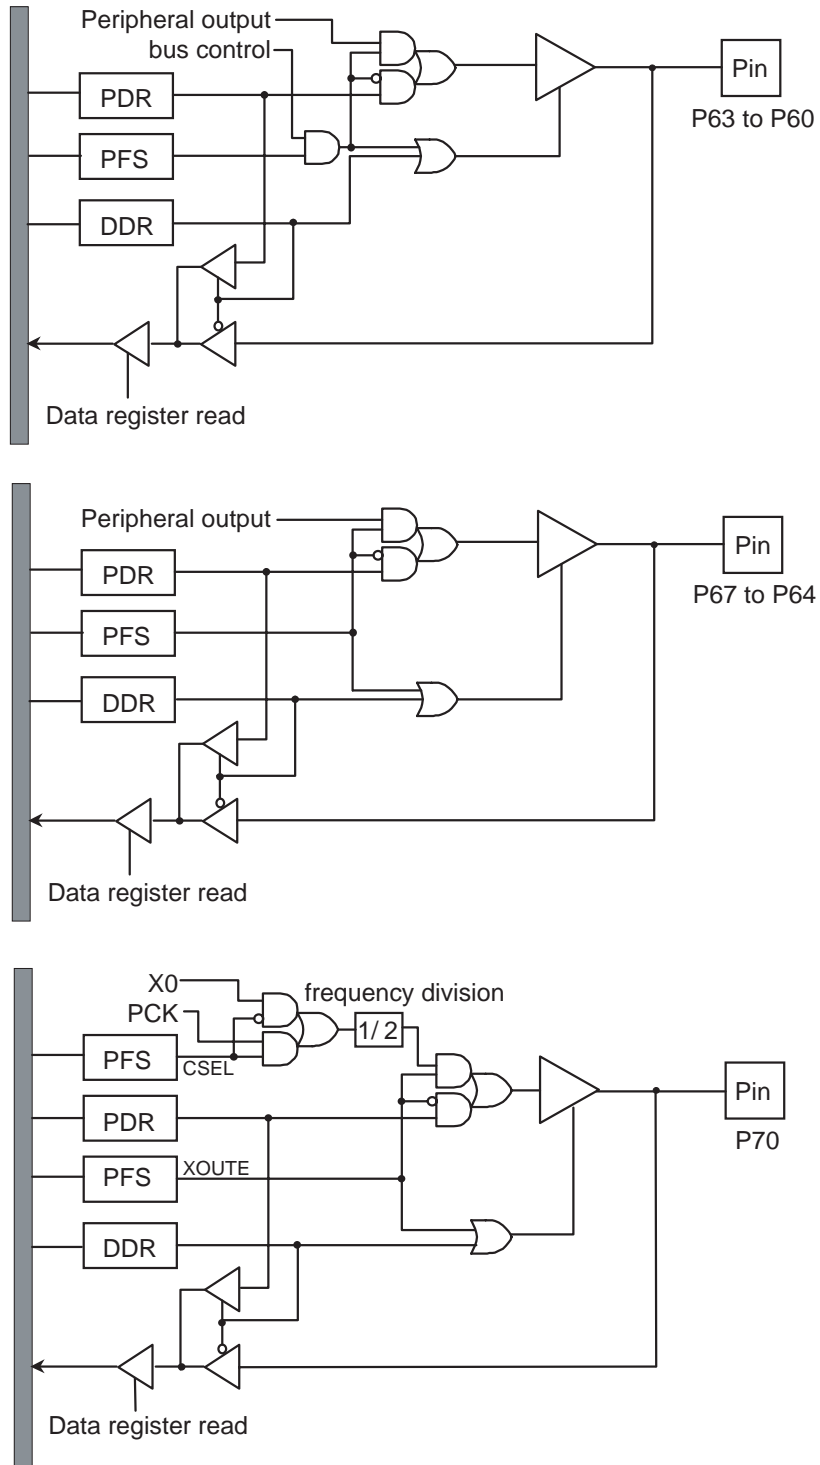 Peripheral output
bus control
PDR
Pin
P63 to P60
PFS
DDR
Data register read
Peripheral output
PDR
Pin
P67 to P64
PFS
DDR
Data register read
X0
frequency division
PCK
1/ 2
PFS
CSEL
Pin
PDR
P70
PFS
XOUTE
DDR
Data register read